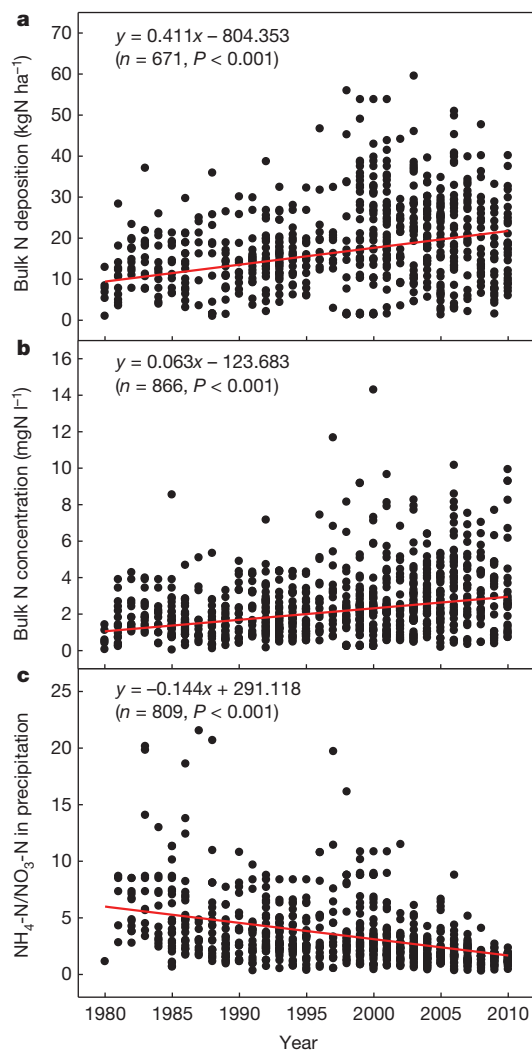 a
y = 0.411x – 804.353
(n = 671, P < 0.001)
Bulk N deposition (kgN ha⁻¹)
70
60
50
40
30
20
10
0
b
y = 0.063x – 123.683
(n = 866, P < 0.001)
Bulk N concentration (mgN l⁻¹)
16
14
12
10
8
6
4
2
0
c
y = –0.144x + 291.118
(n = 809, P < 0.001)
NH₄-N/NO₃-N in precipitation
25
20
15
10
5
0
1980 1985 1990 1995 2000 2005 2010
Year